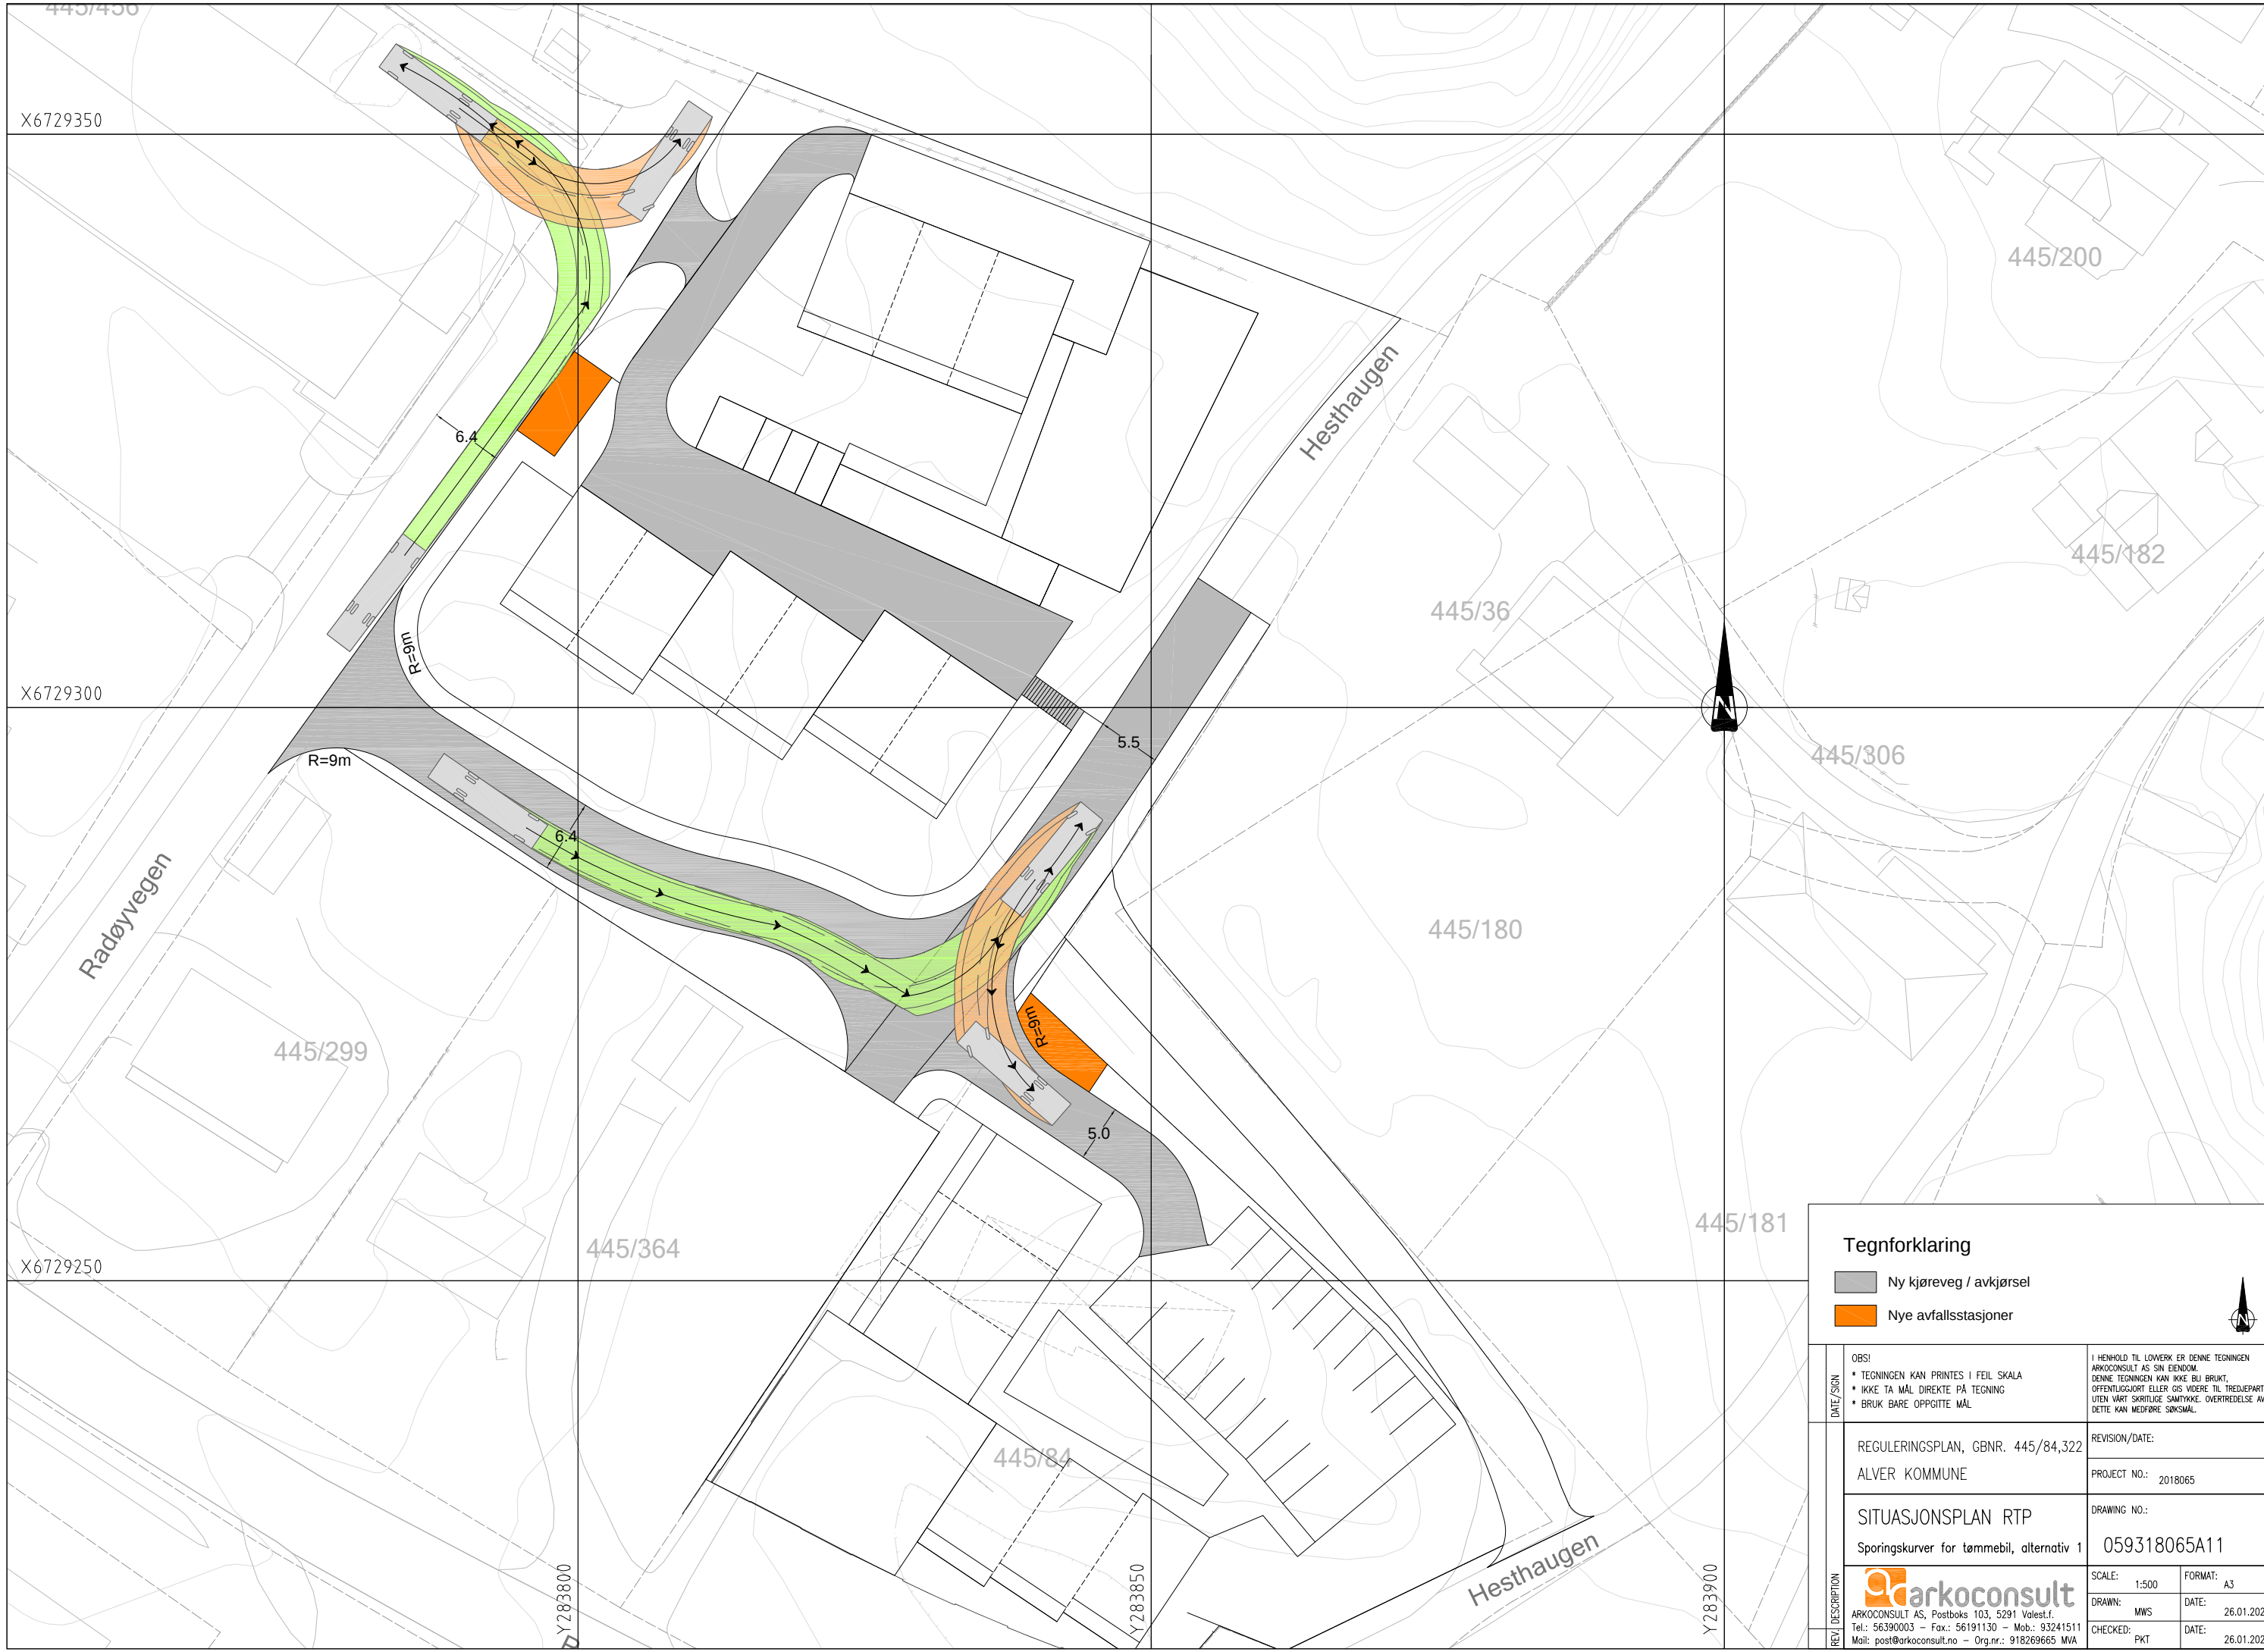 445/456
X6729350
445/200
Hesthaugen
6.4
445/182
445/36
R=9m
X6729300
5.5
445/306
R=9m
6.4
Radøyvegen
445/180
R=9m
445/299
5.0
445/181
445/364
X6729250
445/84
Hesthaugen
Y283800
Y283850
Y283900
N
Tegnforklaring
Ny kjøreveg / avkjørsel
Nye avfallsstasjoner
N
DATE/SIGN
OBS!
* TEGNINGEN KAN PRINTES I FEIL SKALA
* IKKE TA MÅL DIREKTE PÅ TEGNING
* BRUK BARE OPPGITTE MÅL
I HENHOLD TIL LOVVERK ER DENNE TEGNINGEN
ARKOCONSULT AS SIN EIENDOM.
DENNE TEGNINGEN KAN IKKE BLI BRUKT,
OFFENTLIGGJORT ELLER GIS VIDERE TIL TREDJEPART
UTEN VÅRT SKRITLIGE SAMTYKKE. OVERTREDELSE AV
DETTE KAN MEDFØRE SØKSMÅL.
REV. DESCRIPTION
REGULERINGSPLAN, GBNR. 445/84,322
ALVER KOMMUNE
REVISION/DATE:
PROJECT NO.: 2018065
SITUASJONSPLAN RTP
Sporingskurver for tømmebil, alternativ 1
DRAWING NO.:
059318065A11
arkoconsult
ARKOCONSULT AS, Postboks 103, 5291 Valest.f.
Tel.: 56390003 – Fax.: 56191130 – Mob.: 93241511
Mail: post@arkoconsult.no – Org.nr.: 918269665 MVA
SCALE: 1:500
FORMAT: A3
DRAWN: MWS
DATE: 26.01.202
CHECKED: PKT
DATE: 26.01.202